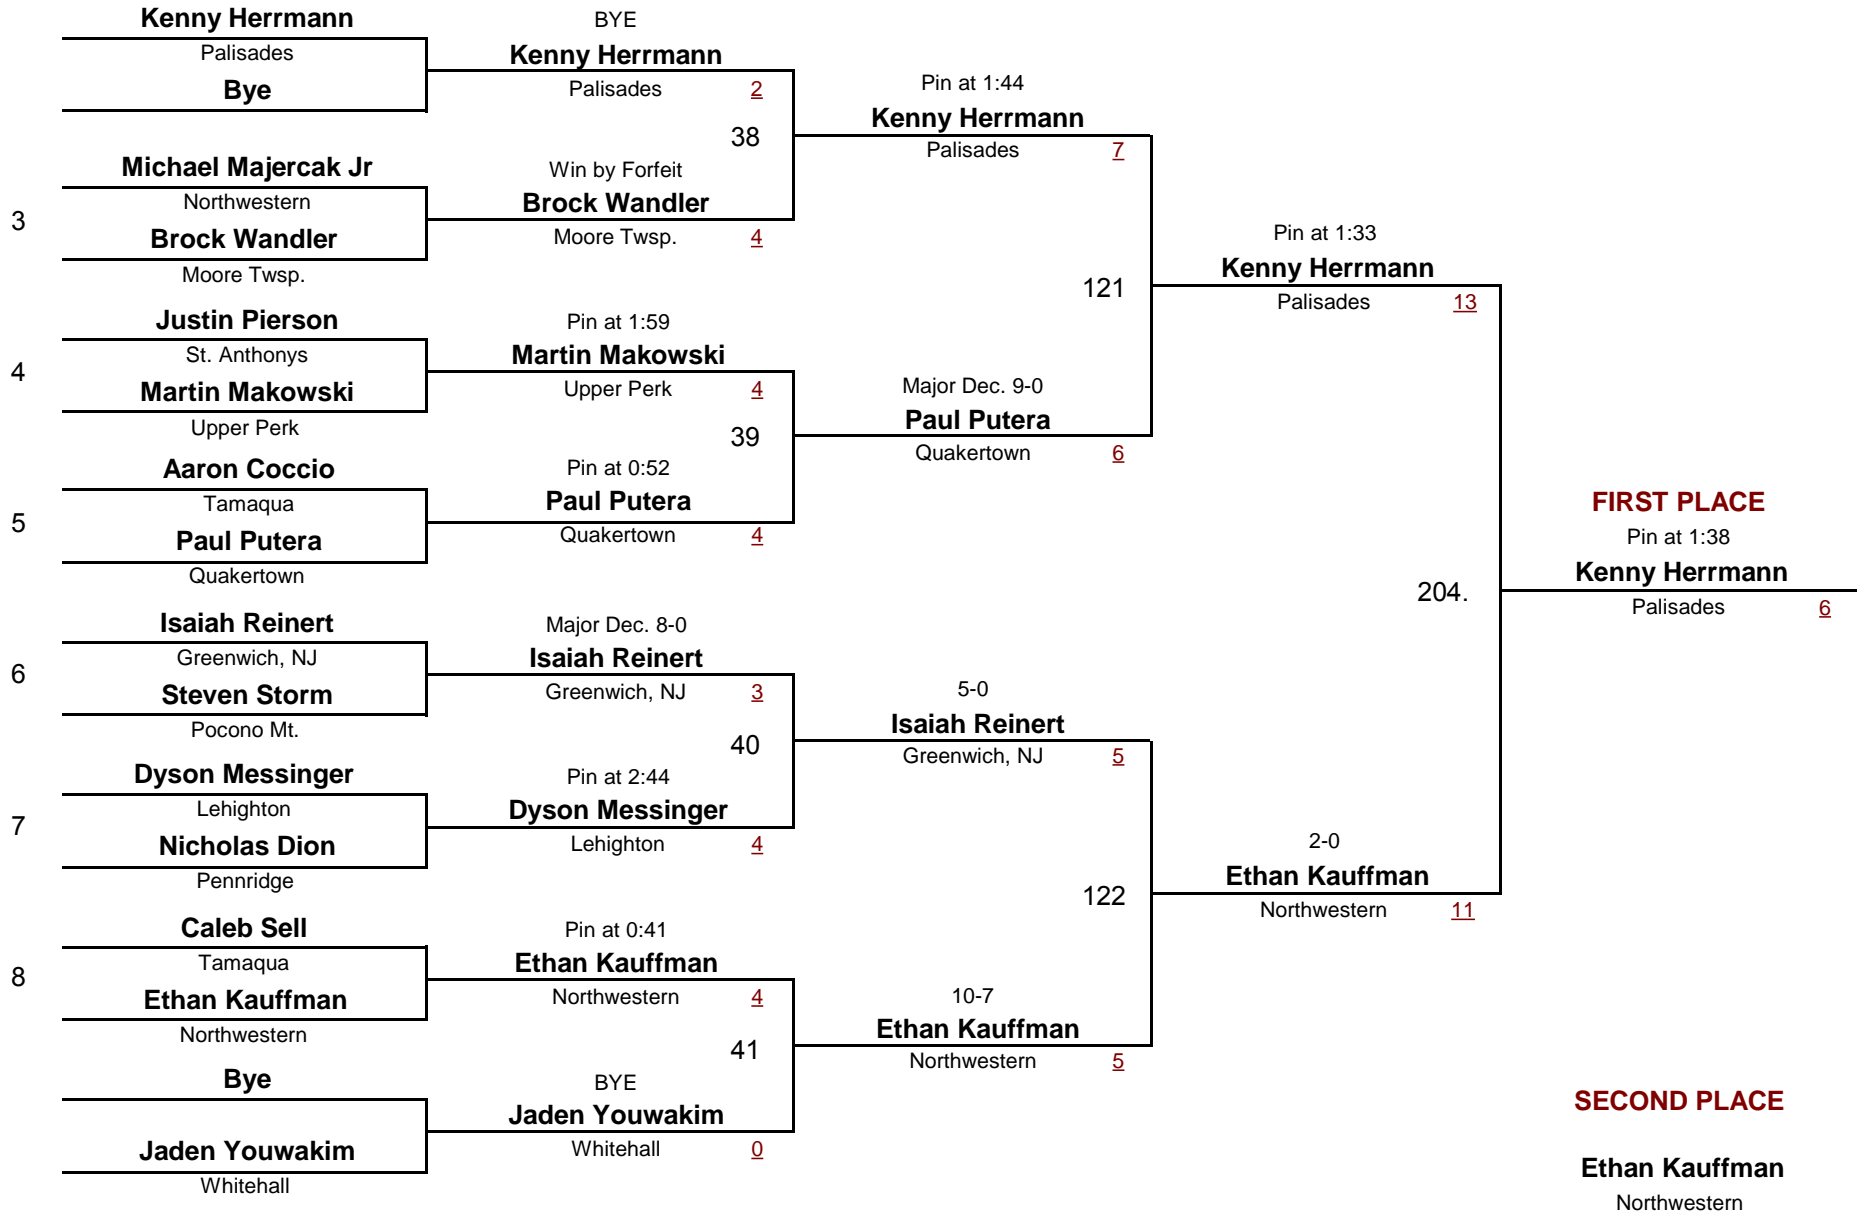 Kenny Herrmann
Palisades
Bye
3
Michael Majercak Jr
Northwestern
Brock Wandler
Moore Twsp.
4
Justin Pierson
St. Anthonys
Martin Makowski
Upper Perk
5
Aaron Coccio
Tamaqua
Paul Putera
Quakertown
6
Isaiah Reinert
Greenwich, NJ
Steven Storm
Pocono Mt.
7
Dyson Messinger
Lehighton
Nicholas Dion
Pennridge
8
Caleb Sell
Tamaqua
Ethan Kauffman
Northwestern
Bye
Jaden Youwakim
Whitehall
BYE
Kenny Herrmann
Palisades 2
38
Win by Forfeit
Brock Wandler
Moore Twsp. 4
Pin at 1:59
Martin Makowski
Upper Perk 4
39
Pin at 0:52
Paul Putera
Quakertown 4
Major Dec. 8-0
Isaiah Reinert
Greenwich, NJ 3
40
Pin at 2:44
Dyson Messinger
Lehighton 4
Pin at 0:41
Ethan Kauffman
Northwestern 4
41
BYE
Jaden Youwakim
Whitehall 0
Pin at 1:44
Kenny Herrmann
Palisades 7
121
Major Dec. 9-0
Paul Putera
Quakertown 6
5-0
Isaiah Reinert
Greenwich, NJ 5
122
10-7
Ethan Kauffman
Northwestern 5
Pin at 1:33
Kenny Herrmann
Palisades 13
204.
2-0
Ethan Kauffman
Northwestern 11
FIRST PLACE
Pin at 1:38
Kenny Herrmann
Palisades 6
SECOND PLACE
Ethan Kauffman
Northwestern